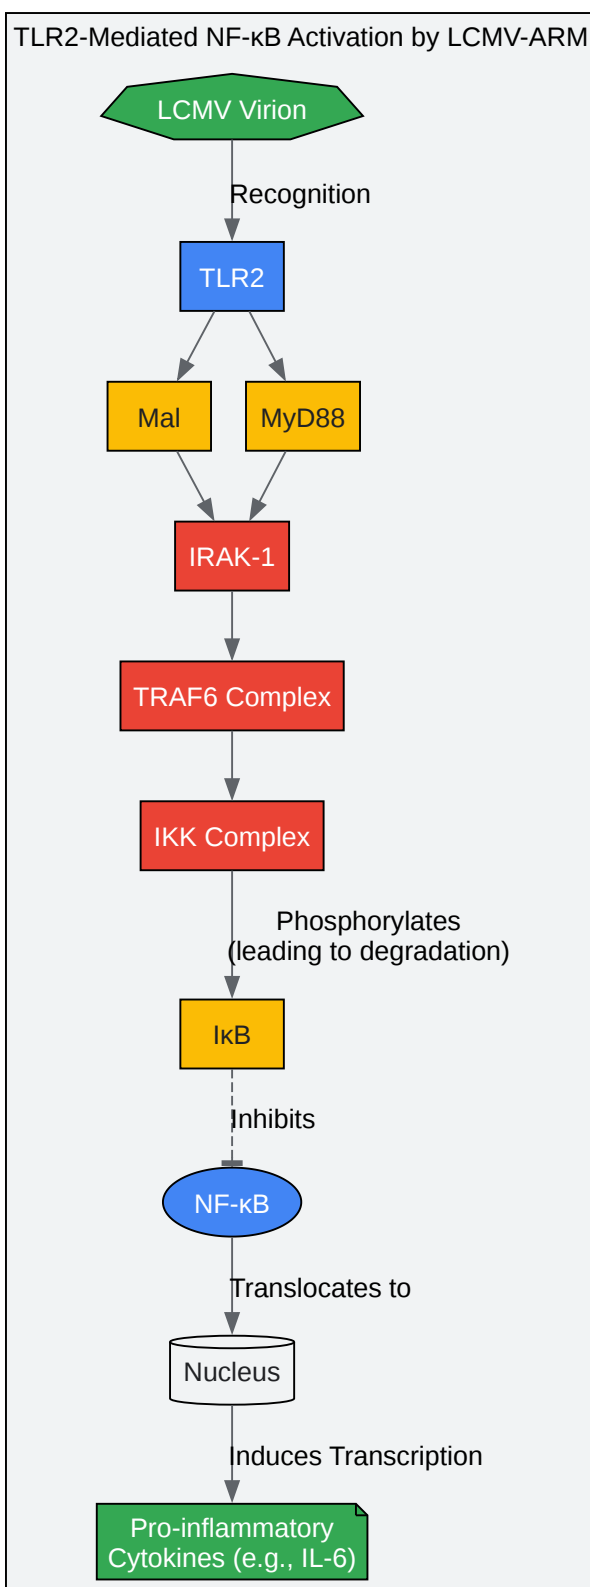 TLR2-Mediated NF-κB Activation by LCMV-ARM
LCMV Virion
Recognition
TLR2
Mal
MyD88
IRAK-1
TRAF6 Complex
IKK Complex
Phosphorylates
(leading to degradation)
IκB
Inhibits
NF-κB
Translocates to
Nucleus
Induces Transcription
Pro-inflammatory
Cytokines (e.g., IL-6)